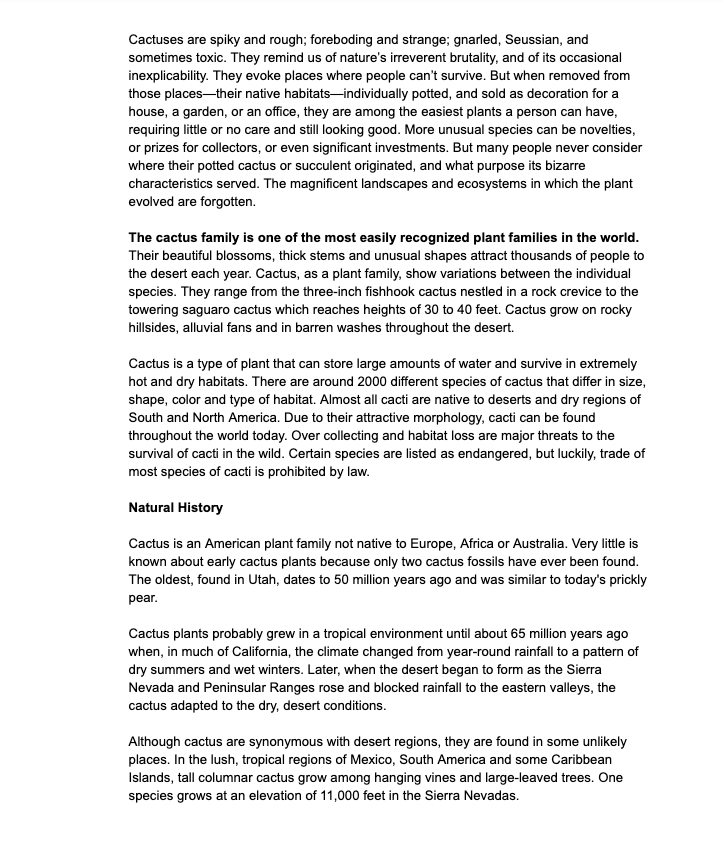 Cactuses are spiky and rough; foreboding and strange; gnarled, Seussian, and
sometimes toxic. They remind us of nature’s irreverent brutality, and of its occasional
inexplicability. They evoke places where people can’t survive. But when removed from
those places—their native habitats—individually potted, and sold as decoration for a
house, a garden, or an office, they are among the easiest plants a person can have,
requiring little or no care and still looking good. More unusual species can be novelties,
or prizes for collectors, or even significant investments. But many people never consider
where their potted cactus or succulent originated, and what purpose its bizarre
characteristics served. The magnificent landscapes and ecosystems in which the plant
evolved are forgotten.
The cactus family is one of the most easily recognized plant families in the world.
Their beautiful blossoms, thick stems and unusual shapes attract thousands of people to
the desert each year. Cactus, as a plant family, show variations between the individual
species. They range from the three-inch fishhook cactus nestled in a rock crevice to the
towering saguaro cactus which reaches heights of 30 to 40 feet. Cactus grow on rocky
hillsides, alluvial fans and in barren washes throughout the desert.
Cactus is a type of plant that can store large amounts of water and survive in extremely
hot and dry habitats. There are around 2000 different species of cactus that differ in size,
shape, color and type of habitat. Almost all cacti are native to deserts and dry regions of
South and North America. Due to their attractive morphology, cacti can be found
throughout the world today. Over collecting and habitat loss are major threats to the
survival of cacti in the wild. Certain species are listed as endangered, but luckily, trade of
most species of cacti is prohibited by law.
Natural History
Cactus is an American plant family not native to Europe, Africa or Australia. Very little is
known about early cactus plants because only two cactus fossils have ever been found.
The oldest, found in Utah, dates to 50 million years ago and was similar to today's prickly
pear.
Cactus plants probably grew in a tropical environment until about 65 million years ago
when, in much of California, the climate changed from year-round rainfall to a pattern of
dry summers and wet winters. Later, when the desert began to form as the Sierra
Nevada and Peninsular Ranges rose and blocked rainfall to the eastern valleys, the
cactus adapted to the dry, desert conditions.
Although cactus are synonymous with desert regions, they are found in some unlikely
places. In the lush, tropical regions of Mexico, South America and some Caribbean
Islands, tall columnar cactus grow among hanging vines and large-leaved trees. One
species grows at an elevation of 11,000 feet in the Sierra Nevadas.